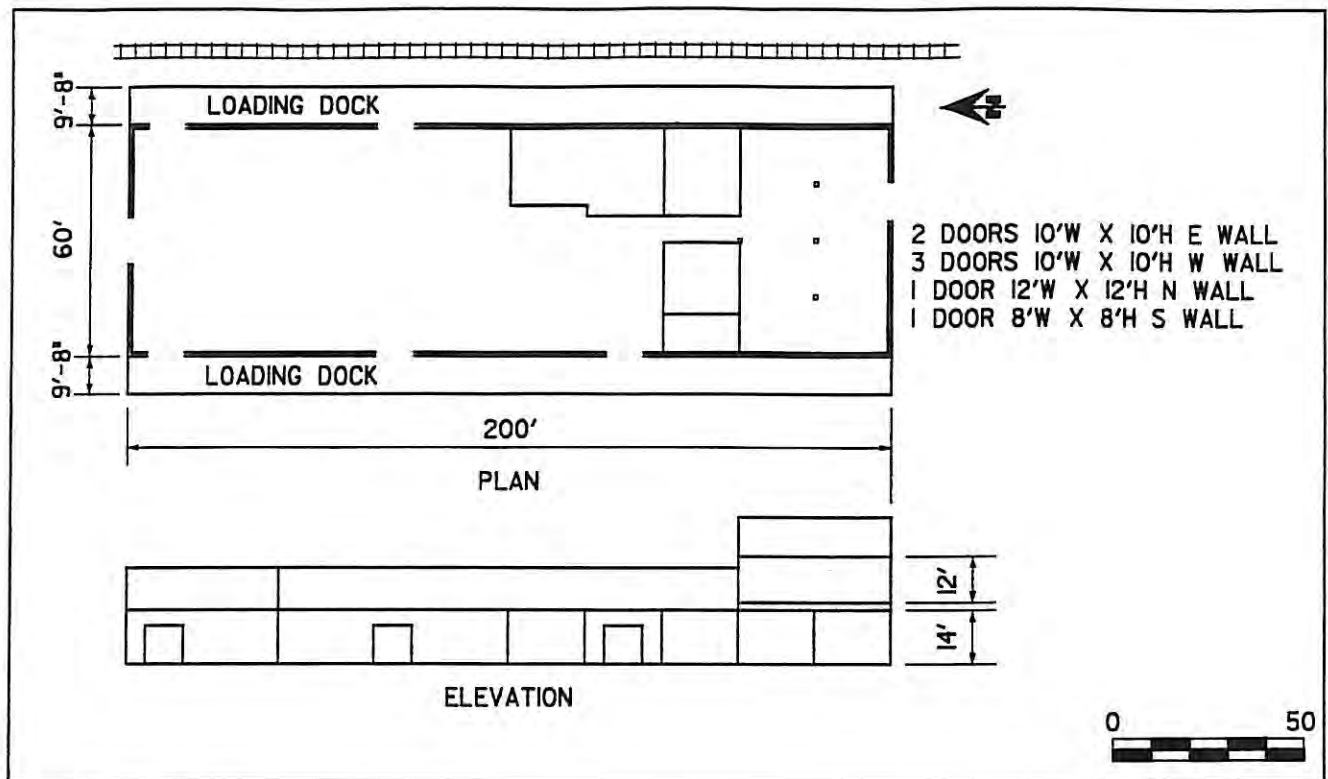 LOADING DOCK
N
9'-8"
60'
9'-8"
2 DOORS 10'W X 10'H E WALL
3 DOORS 10'W X 10'H W WALL
1 DOOR 12'W X 12'H N WALL
1 DOOR 8'W X 8'H S WALL
LOADING DOCK
200'
PLAN
12'
14'
ELEVATION
0 50